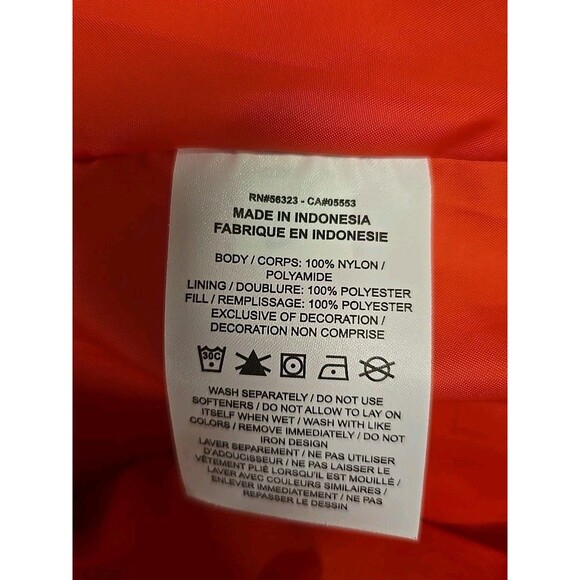 RN#56323 - CA#05553
MADE IN INDONESIA
FABRIQUE EN INDONESIE
BODY / CORPS: 100% NYLON /
POLYAMIDE
LINING / DOUBLURE: 100% POLYESTER
FILL / REMPLISSAGE: 100% POLYESTER
EXCLUSIVE OF DECORATION /
DECORATION NON COMPRISE
30C
WASH SEPARATELY / DO NOT USE
SOFTENERS / DO NOT ALLOW TO LAY ON
ITSELF WHEN WET / WASH WITH LIKE
COLORS / REMOVE IMMEDIATELY / DO NOT
IRON DESIGN
LAVER SEPAREMENT / NE PAS UTILISER
D'ADOUCISSEUR / NE PAS LAISSER LE
VÊTEMENT PLIÉ LORSQU'IL EST MOUILLÉ /
LAVER AVEC COULEURS SIMILAIRES /
ENLEVER IMMEDIATEMENT / NE PAS
REPASSER LE DESSIN